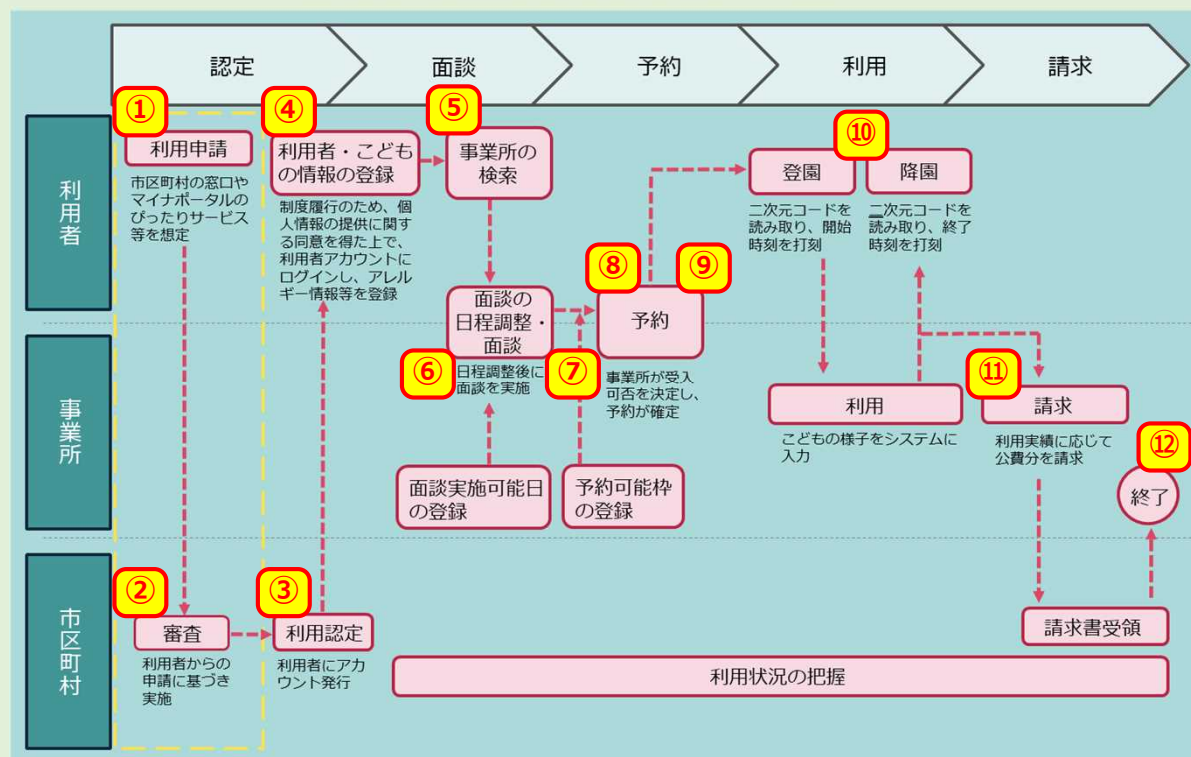 認定
面談
予約
利用
請求
利用者
①
利用申請
市区町村の窓口や
マイナポータルの
ぴったりサービス
等を想定
④
利用者・こども
の情報の登録
制度履行のため、個
人情報の提供に関す
る同意を得た上で、
利用者アカウントに
ログインし、アレル
ギー情報等を登録
⑤
事業所の
検索
⑩
登園
二次元コードを
読み取り、開始
時刻を打刻
降園
二次元コードを
読み取り、終了
時刻を打刻
面談の
日程調整・
面談
⑥
日程調整後に
面談を実施
⑦
⑧
⑨
予約
事業所が受入
可否を決定し、
予約が確定
事業所
面談実施可能日
の登録
予約可能枠
の登録
利用
こどもの様子をシステムに
入力
⑪
請求
利用実績に応じて
公費分を請求
⑫
終了
市区町村
②
審査
利用者からの
申請に基づき
実施
③
利用認定
利用者にアカ
ウント発行
請求書受領
利用状況の把握